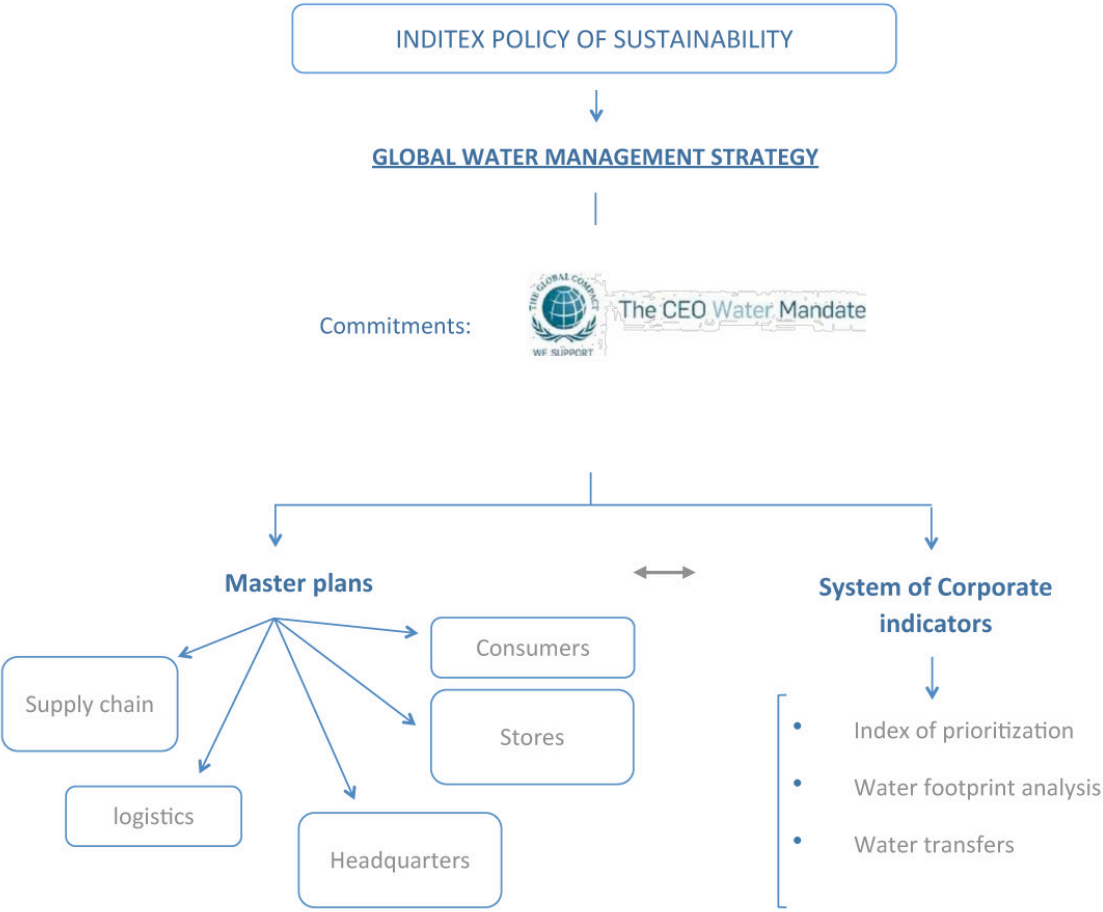 INDITEX POLICY OF SUSTAINABILITY
GLOBAL WATER MANAGEMENT STRATEGY
Commitments:
THE GLOBAL COMPACT
WE SUPPORT
The CEO Water Mandate
Master plans
System of Corporate
indicators
Consumers
Supply chain
Stores
logistics
Headquarters
• Index of prioritization
• Water footprint analysis
• Water transfers